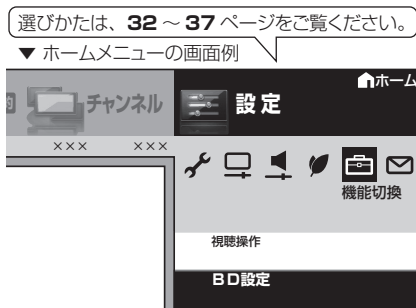 選びかたは、32 ～ 37 ページをご覧ください。
▼ ホームメニューの画面例
ホーム
チャンネル
設定
××× ×××
機能切換
視聴操作
BD設定